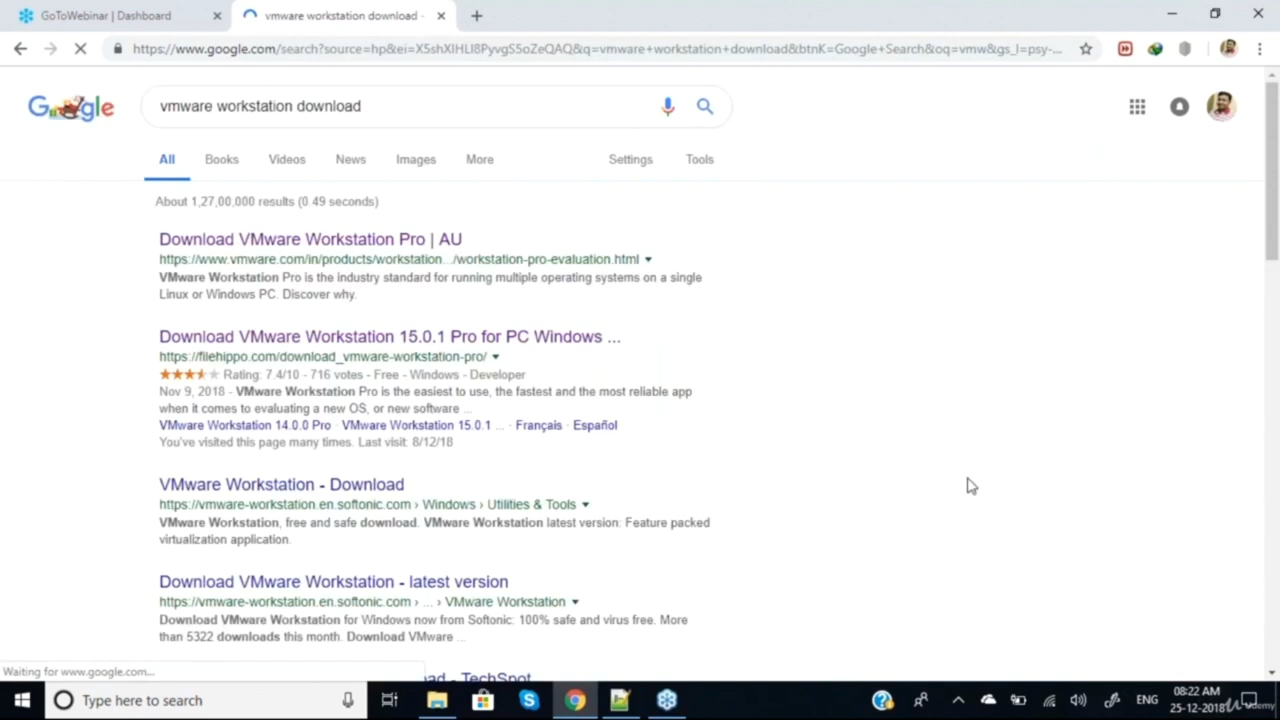 GoToWebinar | Dashboard
vmware workstation download -
https://www.google.com/search?source=hp&ei=X5shXIHLI8PyvgS5oZeQAQ&q=vmware+workstation+download&btnK=Google+Search&oq=vmw&gs_l=psy-...
vmware workstation download
All Books Videos News Images More Settings Tools
About 1,27,00,000 results (0.49 seconds)
Download VMware Workstation Pro | AU
https://www.vmware.com/in/products/workstation.../workstation-pro-evaluation.html
VMware Workstation Pro is the industry standard for running multiple operating systems on a single
Linux or Windows PC. Discover why.
Download VMware Workstation 15.0.1 Pro for PC Windows ...
https://filehippo.com/download_vmware-workstation-pro/
Rating: 7.4/10 - 716 votes - Free - Windows - Developer
Nov 9, 2018 - VMware Workstation Pro is the easiest to use, the fastest and the most reliable app
when it comes to evaluating a new OS, or new software ...
VMware Workstation 14.0.0 Pro · VMware Workstation 15.0.1 ... · Français · Español
You've visited this page many times. Last visit: 8/12/18
VMware Workstation - Download
https://vmware-workstation.en.softonic.com › Windows › Utilities & Tools
VMware Workstation, free and safe download. VMware Workstation latest version: Feature packed
virtualization application.
Download VMware Workstation - latest version
https://vmware-workstation.en.softonic.com › ... › VMware Workstation
Download VMware Workstation for Windows now from Softonic: 100% safe and virus free. More
than 5322 downloads this month. Download VMware ...
TechSpot
Waiting for www.google.com...
Type here to search
ENG
08:22 AM
25-12-2018
Udemy